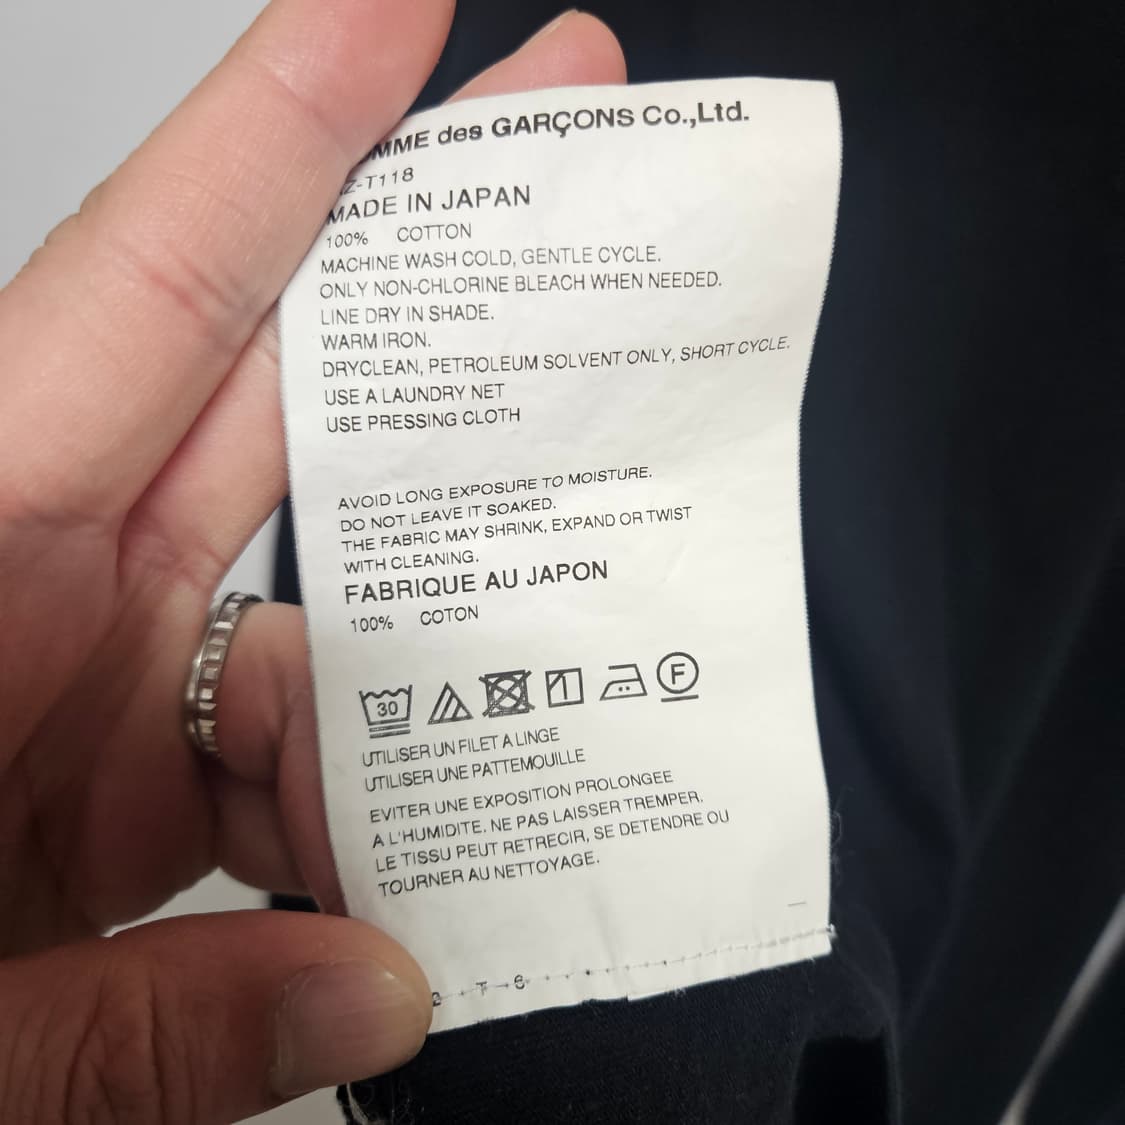 OMME des GARÇONS Co.,Ltd.
Z-T118
MADE IN JAPAN
100% COTTON
MACHINE WASH COLD, GENTLE CYCLE.
ONLY NON-CHLORINE BLEACH WHEN NEEDED.
LINE DRY IN SHADE.
WARM IRON.
DRYCLEAN, PETROLEUM SOLVENT ONLY, SHORT CYCLE.
USE A LAUNDRY NET
USE PRESSING CLOTH
AVOID LONG EXPOSURE TO MOISTURE.
DO NOT LEAVE IT SOAKED.
THE FABRIC MAY SHRINK, EXPAND OR TWIST
WITH CLEANING.
FABRIQUE AU JAPON
100% COTON
30 F
UTILISER UN FILET A LINGE
UTILISER UNE PATTEMOUILLE
EVITER UNE EXPOSITION PROLONGEE
A L'HUMIDITE. NE PAS LAISSER TREMPER.
LE TISSU PEUT RETRECIR, SE DETENDRE OU
TOURNER AU NETTOYAGE.